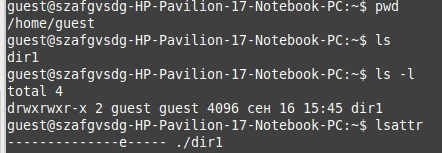 guest@szafgvsdg-HP-Pavilion-17-Notebook-PC:~$ pwd
/home/guest
guest@szafgvsdg-HP-Pavilion-17-Notebook-PC:~$ ls
dir1
guest@szafgvsdg-HP-Pavilion-17-Notebook-PC:~$ ls -l
total 4
drwxrwxr-x 2 guest guest 4096 сен 16 15:45 dir1
guest@szafgvsdg-HP-Pavilion-17-Notebook-PC:~$ lsattr
--------------e----- ./dir1